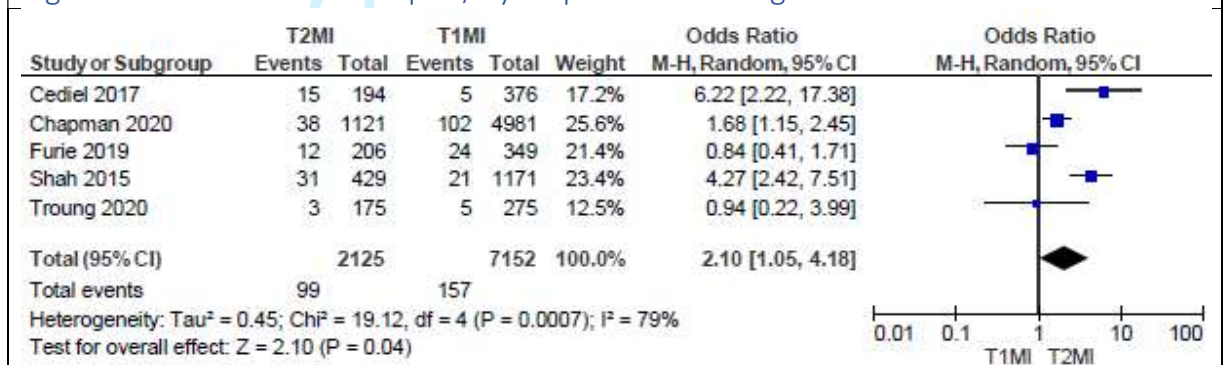 T2MI T1MI Odds Ratio Odds Ratio
Study or Subgroup Events Total Events Total Weight M-H, Random, 95% CI M-H, Random, 95% CI
Cediel 2017 15 194 5 376 17.2% 6.22 [2.22, 17.38]
Chapman 2020 38 1121 102 4981 25.6% 1.68 [1.15, 2.45]
Furie 2019 12 206 24 349 21.4% 0.84 [0.41, 1.71]
Shah 2015 31 429 21 1171 23.4% 4.27 [2.42, 7.51]
Troung 2020 3 175 5 275 12.5% 0.94 [0.22, 3.99]
Total (95% CI) 2125 7152 100.0% 2.10 [1.05, 4.18]
Total events 99 157
Heterogeneity: Tau² = 0.45; Chi² = 19.12, df = 4 (P = 0.0007); I² = 79%
Test for overall effect: Z = 2.10 (P = 0.04)
0.01 0.1 1 10 100
T1MI T2MI